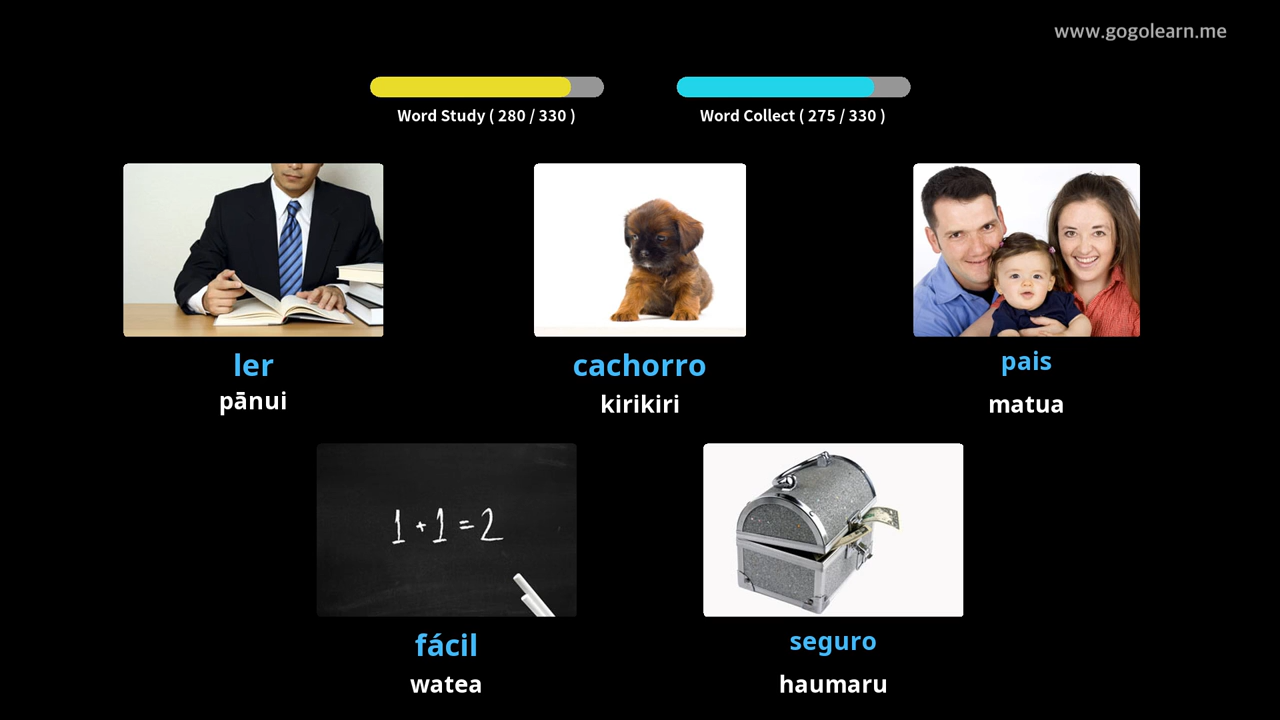 www.gogolearn.me
Word Study ( 280 / 330 )
Word Collect ( 275 / 330 )
ler
pānui
cachorro
kirikiri
pais
matua
1 + 1 = 2
fácil
watea
seguro
haumaru